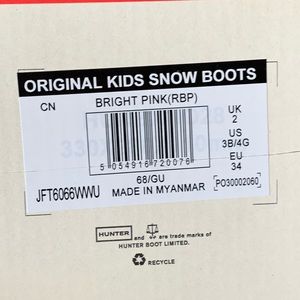 ORIGINAL KIDS SNOW BOOTS
CN BRIGHT PINK(RBP) UK
2
US
3B/4G
EU
34
5 054916 720076
68/GU
JFT6066WWU MADE IN MYANMAR [PO30002060]
HUNTER and are trade marks of
HUNTER BOOT LIMITED.
RECYCLE